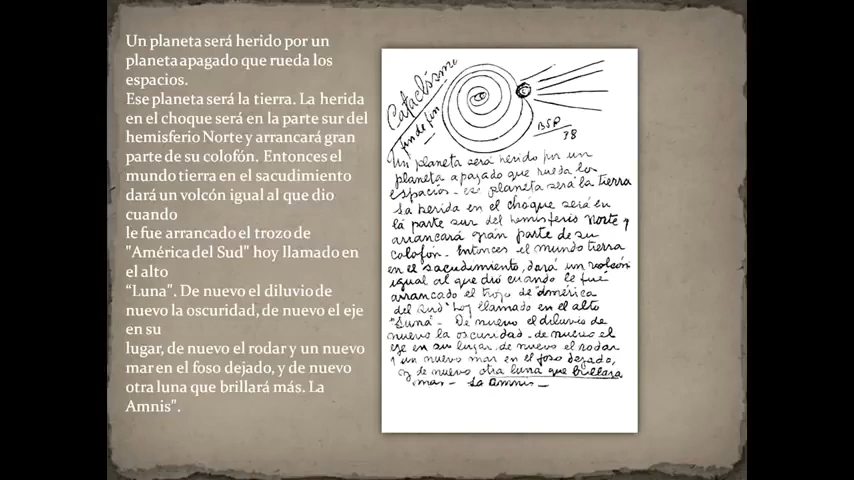 Un planeta será herido por un
planeta apagado que rueda los
espacios.
Ese planeta será la tierra. La herida
en el choque será en la parte sur del
hemisferio Norte y arrancará gran
parte de su colofón. Entonces el
mundo tierra en el sacudimiento
dará un volcón igual al que dio
cuando
le fue arrancado el trozo de
"América del Sud" hoy llamado en
el alto
“Luna”. De nuevo el diluvio de
nuevo la oscuridad, de nuevo el eje
en su
lugar, de nuevo el rodar y un nuevo
mar en el foso dejado, y de nuevo
otra luna que brillará más. La
Amnis".
Cataclismo
fin de fin
BSP
38
Un planeta será herido por un
planeta apagado que rueda los
espacios - ese planeta será la tierra
La herida en el choque será en
la parte sur del hemisferio Norte y
arrancará gran parte de su
colofón. Entonces el mundo tierra
en el sacudimiento, dará un volcón
igual al que dió cuando le fué
arrancado el trozo de "América
del Sud" hoy llamado en el alto
"Luna" - De nuevo el diluvio de
nuevo la oscuridad - de nuevo el
eje en su lugar, de nuevo el rodar
y un nuevo mar en el foso dejado,
y de nuevo otra luna que brillará
mas - La Amnis -